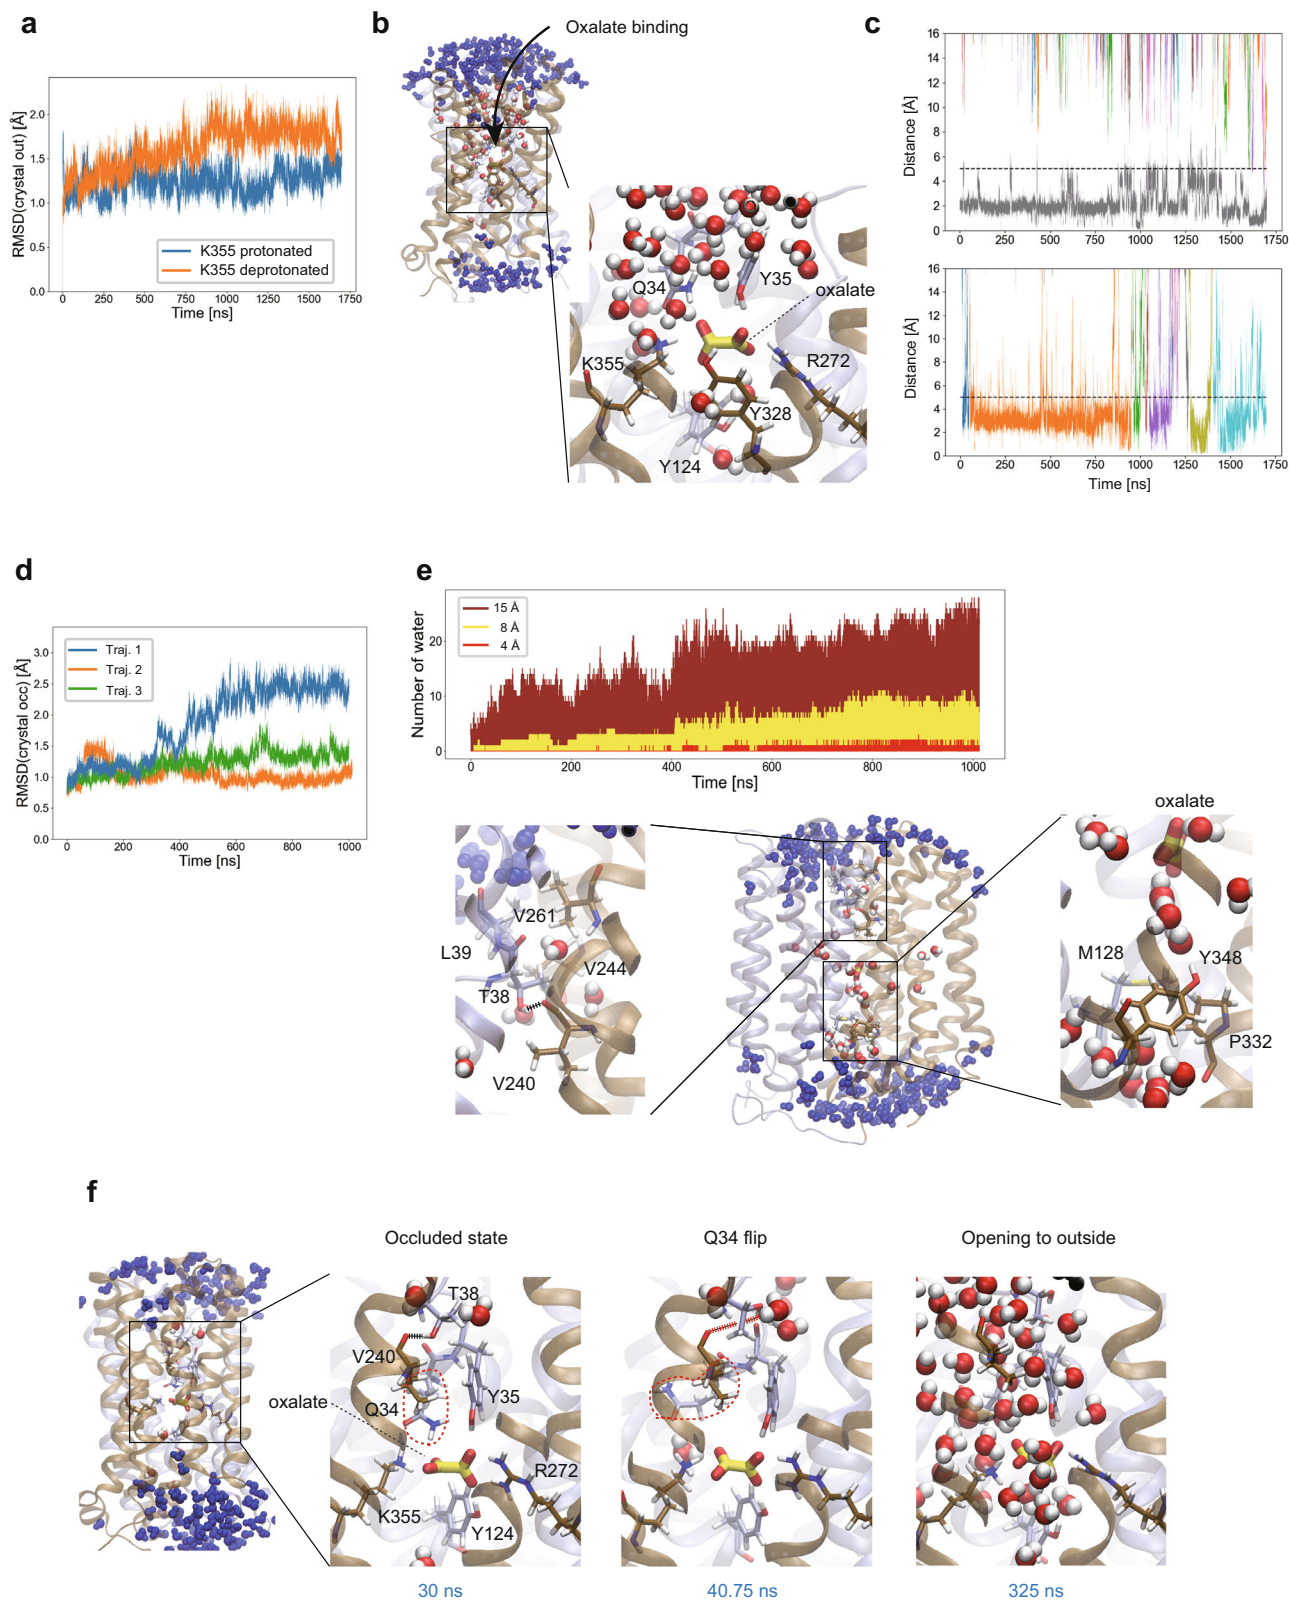 a
RMSD(crystal out) [Å]
2.0
1.5
1.0
0.5
0.0
K355 protonated
K355 deprotonated
0 250 500 750 1000 1250 1500 1750
Time [ns]
b
Oxalate binding
Q34
Y35
oxalate
K355
R272
Y328
Y124
c
Distance [Å]
16
14
12
10
8
6
4
2
0
0 250 500 750 1000 1250 1500 1750
Distance [Å]
16
14
12
10
8
6
4
2
0
0 250 500 750 1000 1250 1500 1750
Time [ns]
d
RMSD(crystal occ) [Å]
3.0
2.5
2.0
1.5
1.0
0.5
0.0
Traj. 1
Traj. 2
Traj. 3
0 200 400 600 800 1000
Time [ns]
e
Number of water
20
10
0
15 Å
8 Å
4 Å
0 200 400 600 800 1000
Time [ns]
V261
L39
V244
T38
V240
oxalate
M128
Y348
P332
f
Occluded state
Q34 flip
Opening to outside
T38
V240
Y35
Q34
oxalate
R272
K355
Y124
30 ns
40.75 ns
325 ns